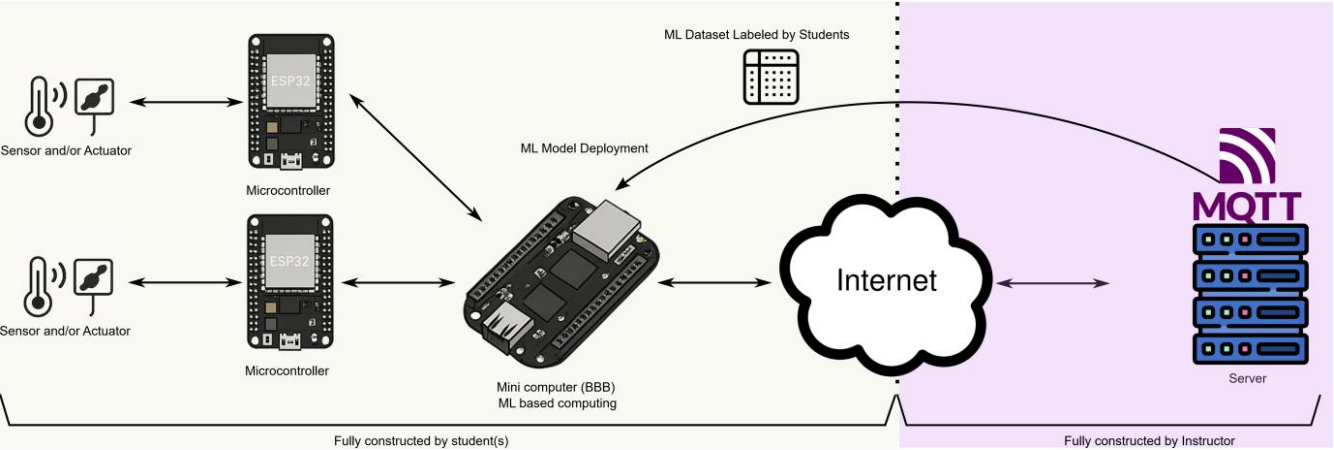 ML Dataset Labeled by Students
ESP32
Sensor and/or Actuator
ML Model Deployment
Microcontroller
MQTT
ESP32
Internet
Sensor and/or Actuator
Microcontroller
Server
Mini computer (BBB)
ML based computing
Fully constructed by student(s)
Fully constructed by Instructor